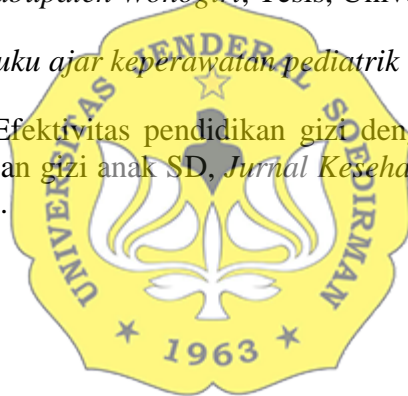 abupaten Wonogiri, Tesis, Univer
uku ajar keperawatan pediatrik
Efektivitas pendidikan gizi den
an gizi anak SD, Jurnal Keseha
.
UNIVERSITAS JENDERAL SOEDIRMAN
★ 1963 ★